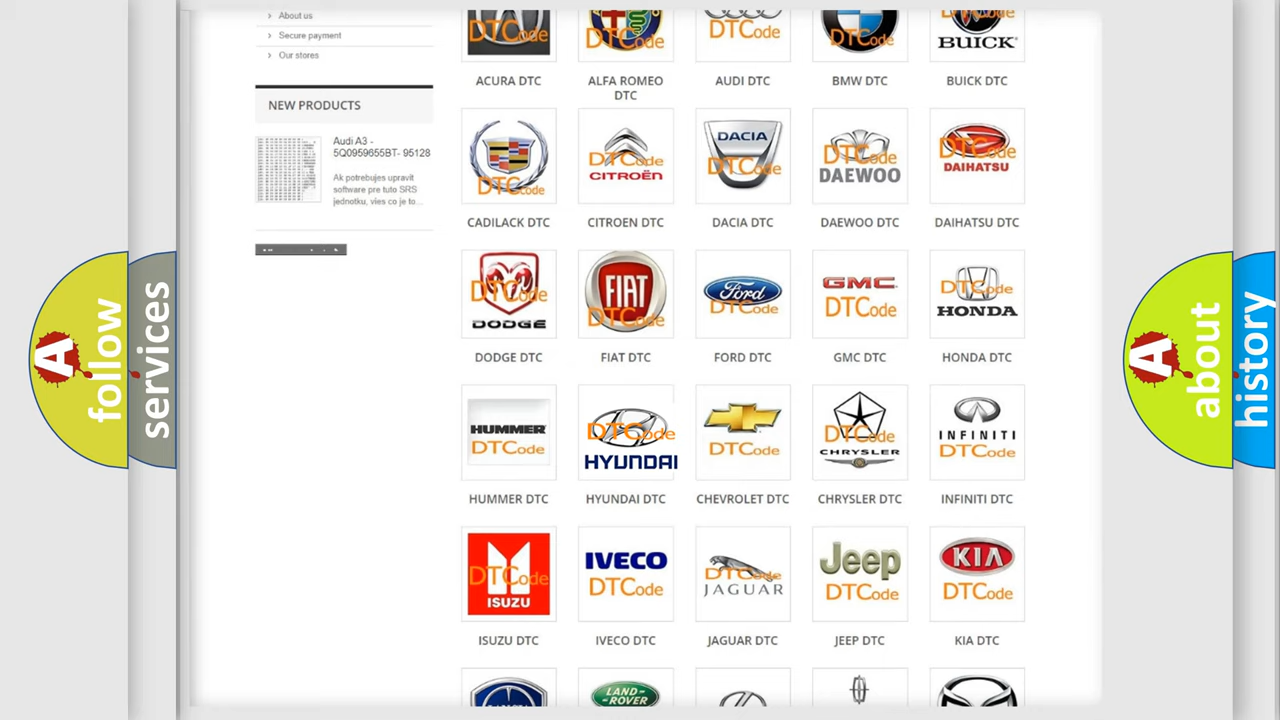 About us
Secure payment
Our stores
NEW PRODUCTS
Audi A3 -
5Q0959655BT- 95128
Ak potrebujes upravit
software pre tuto SRS
jednotku, vies co je to...
DTCode
DTCode
DTCode
DTCode
BUICK
ACURA DTC
ALFA ROMEO
DTC
AUDI DTC
BMW DTC
BUICK DTC
DTCode
DTCode
CITROËN
DACIA
DTCode
DTCode
DAEWOO
DTCode
DAIHATSU
CADILACK DTC
CITROEN DTC
DACIA DTC
DAEWOO DTC
DAIHATSU DTC
DTCode
DODGE
FIAT
DTCode
Ford
DTCode
GMC
DTCode
DTCode
HONDA
DODGE DTC
FIAT DTC
FORD DTC
GMC DTC
HONDA DTC
HUMMER
DTCode
DTCode
HYUNDAI
DTCode
DTCode
CHRYSLER
INFINITI
DTCode
HUMMER DTC
HYUNDAI DTC
CHEVROLET DTC
CHRYSLER DTC
INFINITI DTC
DTCode
ISUZU
IVECO
DTCode
DTCode
JAGUAR
Jeep
DTCode
KIA
DTCode
ISUZU DTC
IVECO DTC
JAGUAR DTC
JEEP DTC
KIA DTC
LAND-
ROVER
A follow
services
A about
history